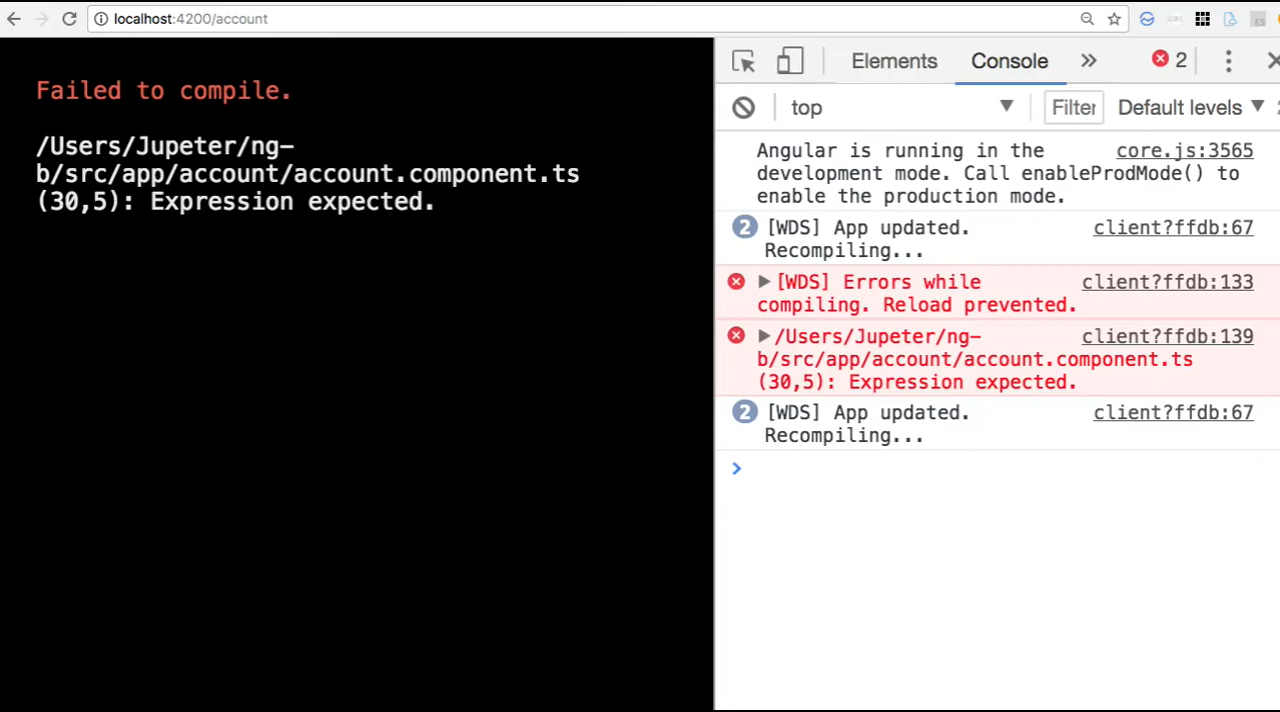 localhost:4200/account
Failed to compile.
/Users/Jupeter/ng-
b/src/app/account/account.component.ts
(30,5): Expression expected.
Elements Console 2
top Filter Default levels
Angular is running in the core.js:3565
development mode. Call enableProdMode() to
enable the production mode.
2 [WDS] App updated. client?ffdb:67
Recompiling...
[WDS] Errors while client?ffdb:133
compiling. Reload prevented.
/Users/Jupeter/ng- client?ffdb:139
b/src/app/account/account.component.ts
(30,5): Expression expected.
2 [WDS] App updated. client?ffdb:67
Recompiling...